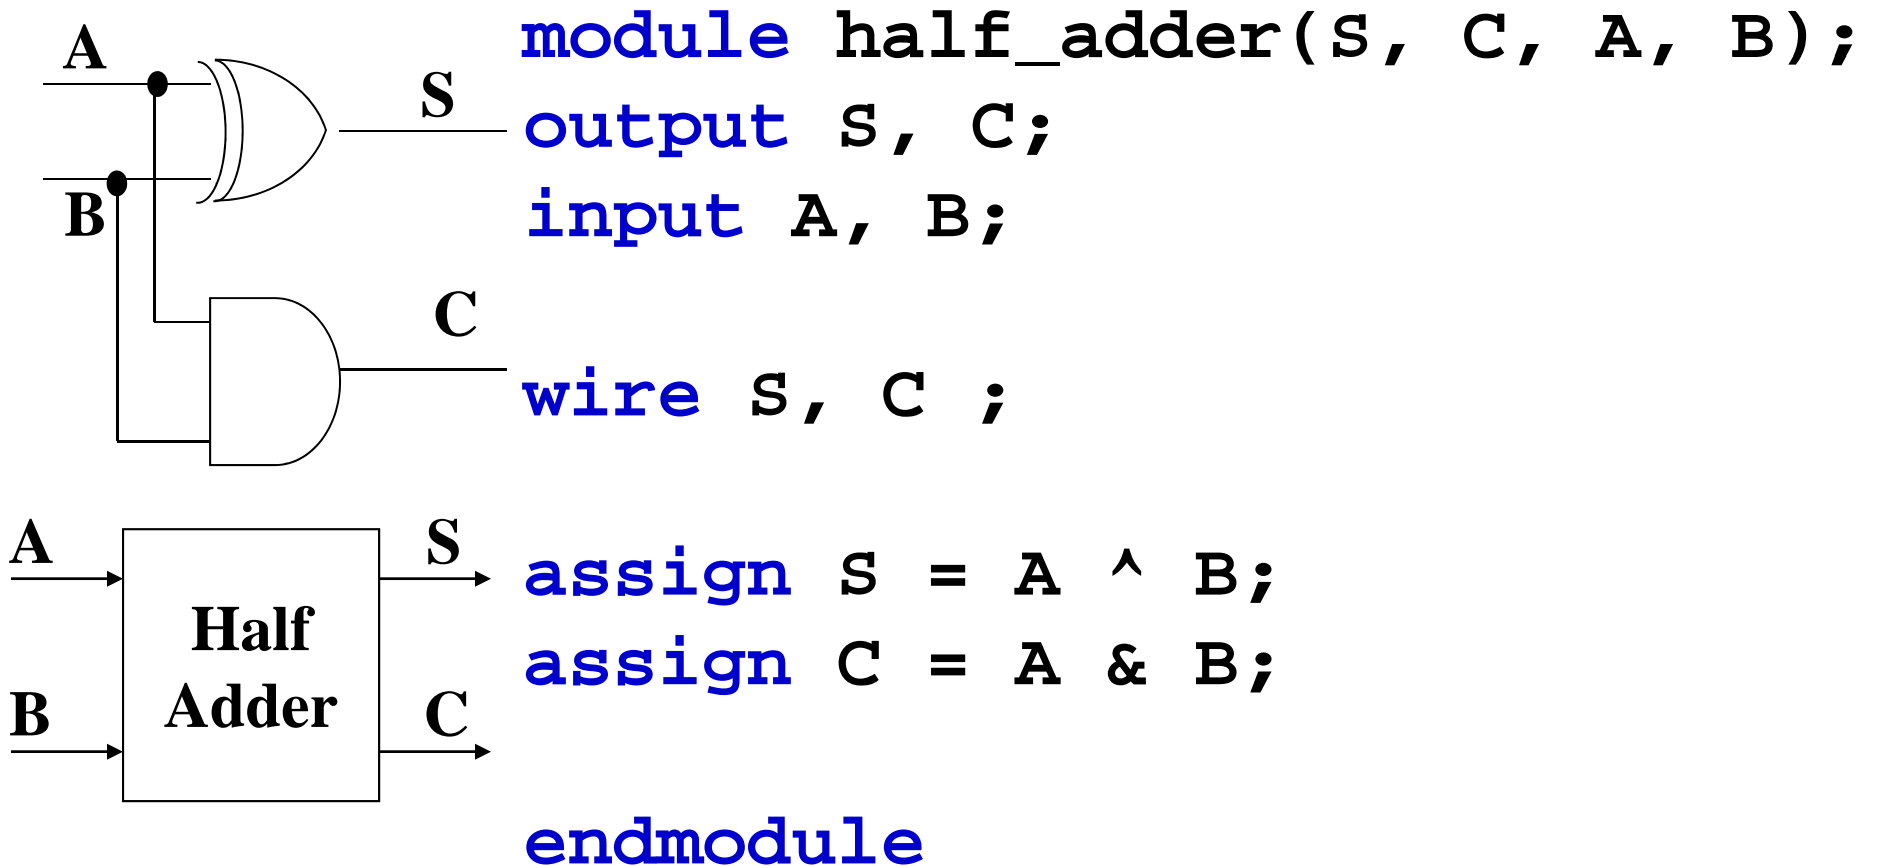 A
S
B
C
A
S
Half
Adder
B
C
module half_adder(S, C, A, B);
output S, C;
input A, B;
wire S, C ;
assign S = A ^ B;
assign C = A & B;
endmodule